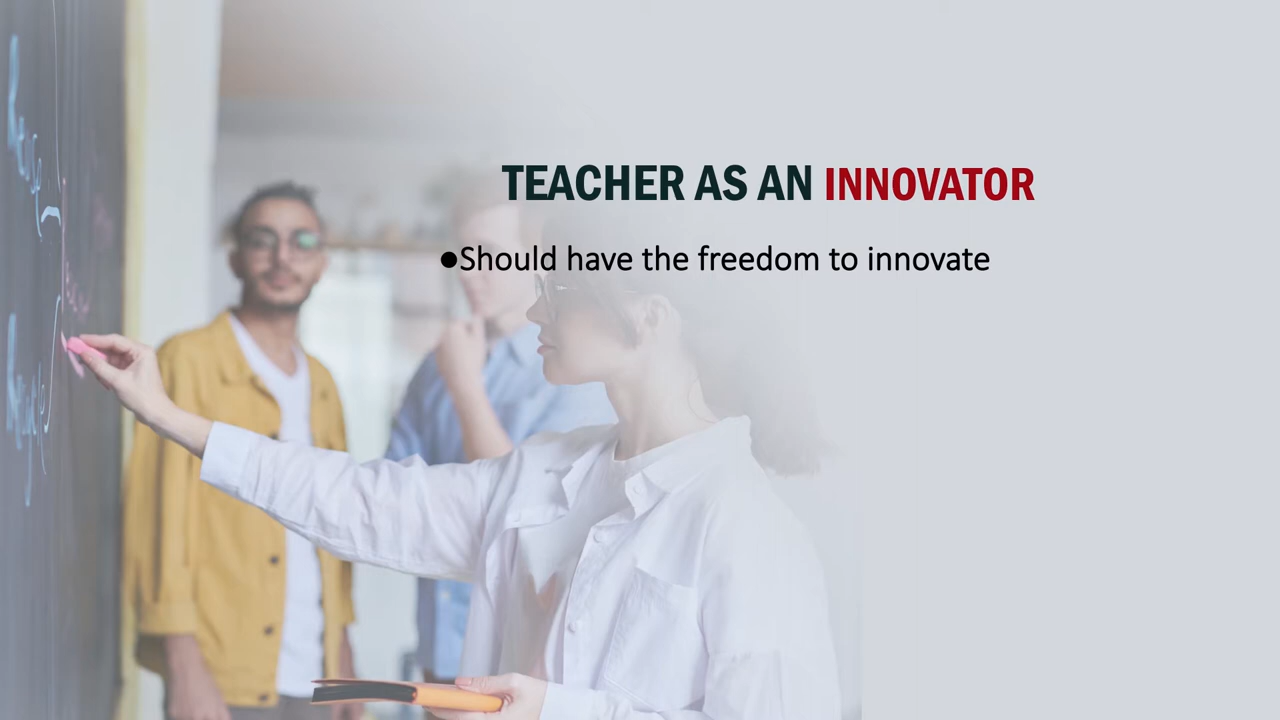 TEACHER AS AN INNOVATOR
●Should have the freedom to innovate